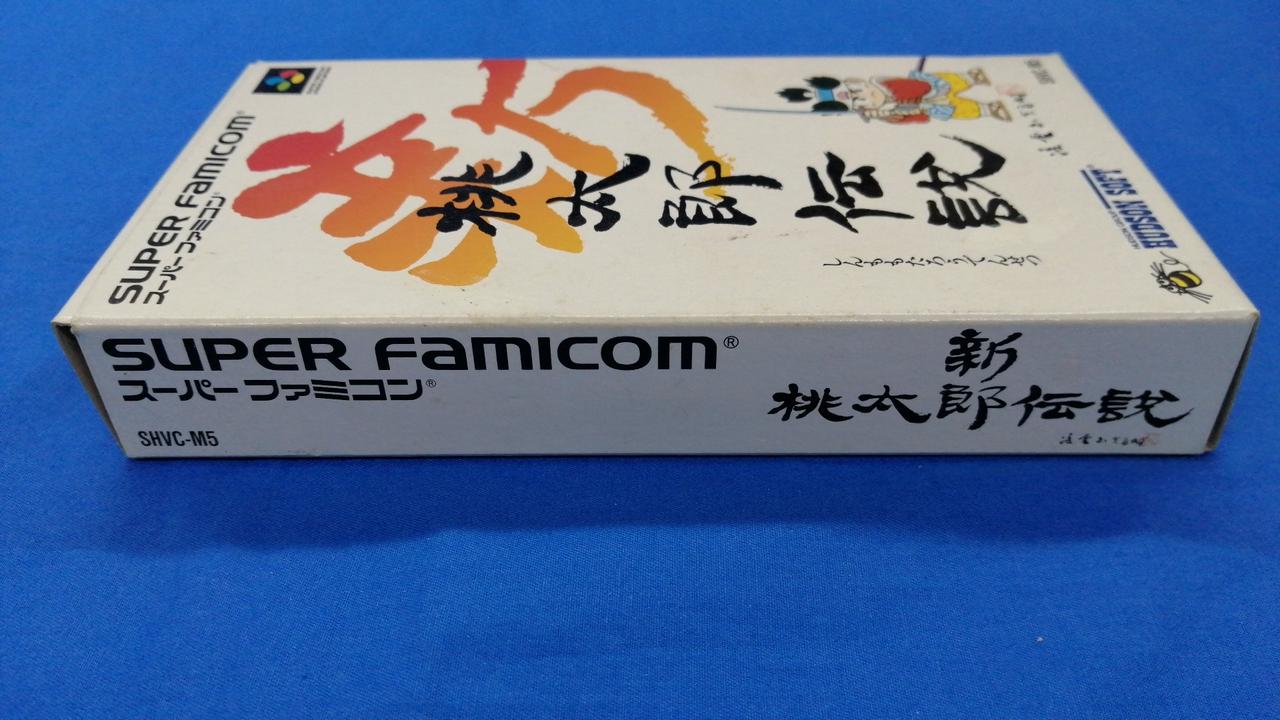 SUPER FAMICOM®
スーパーファミコン®
新
桃太郎伝説
しんももたろうでんせつ
HUDSON SOFT®
SUPER FAMICOM®
スーパーファミコン®
SHVC-M5
新
桃太郎伝説